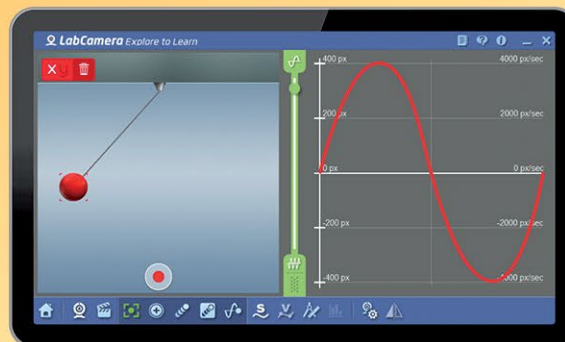 LabCamera Explore to Learn
X y
400 px 4000 px/sec
200 px 2000 px/sec
0 px 0 px/sec
-200 px -2000 px/sec
-400 px -4000 px/sec
S
V